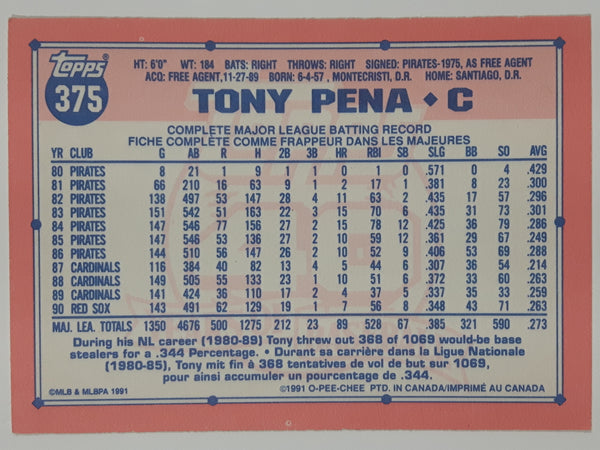 Topps®
375
HT: 6'0" WT: 184 BATS: RIGHT THROWS: RIGHT SIGNED: PIRATES-1975, AS FREE AGENT
ACQ: FREE AGENT,11-27-89 BORN: 6-4-57, MONTECRISTI, D.R. HOME: SANTIAGO, D.R.
TONY PENA ♦ C
COMPLETE MAJOR LEAGUE BATTING RECORD
FICHE COMPLÈTE COMME FRAPPEUR DANS LES MAJEURES
YR CLUB G AB R H 2B 3B HR RBI SB SLG BB SO AVG
80 PIRATES 8 21 1 9 1 1 0 1 0 .571 0 4 .429
81 PIRATES 66 210 16 63 9 1 2 17 1 .381 8 23 .300
82 PIRATES 138 497 53 147 28 4 11 63 2 .435 17 57 .296
83 PIRATES 151 542 51 163 22 3 15 70 6 .435 31 73 .301
84 PIRATES 147 546 77 156 27 2 15 78 12 .425 36 79 .286
85 PIRATES 147 546 53 136 27 2 10 59 12 .361 29 67 .249
86 PIRATES 144 510 56 147 26 2 10 52 9 .406 53 69 .288
87 CARDINALS 116 384 40 82 13 4 5 44 6 .307 36 54 .214
88 CARDINALS 149 505 55 133 23 1 10 51 6 .372 33 60 .263
89 CARDINALS 141 424 36 110 17 2 4 37 5 .337 35 33 .259
90 RED SOX 143 491 62 129 19 1 7 56 8 .348 43 71 .263
MAJ. LEA. TOTALS 1350 4676 500 1275 212 23 89 528 67 .385 321 590 .273
During his NL career (1980-89) Tony threw out 368 of 1069 would-be base
stealers for a .344 Percentage. • Durant sa carrière dans la Ligue Nationale
(1980-85), Tony mit fin à 368 tentatives de vol de but sur 1069,
pour ainsi accumuler un pourcentage de .344.
©MLB & MLBPA 1991
©1991 O-PEE-CHEE PTD. IN CANADA/IMPRIMÉ AU CANADA